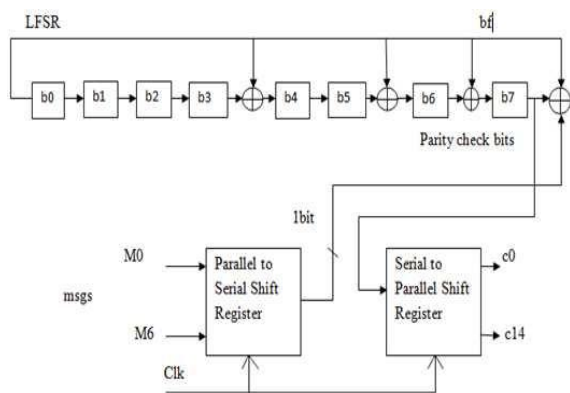 LFSR
bf
b0
b1
b2
b3
b4
b5
b6
b7
Parity check bits
1bit
M0
msgs
M6
Parallel to
Serial Shift
Register
Serial to
Parallel Shift
Register
c0
c14
Clk